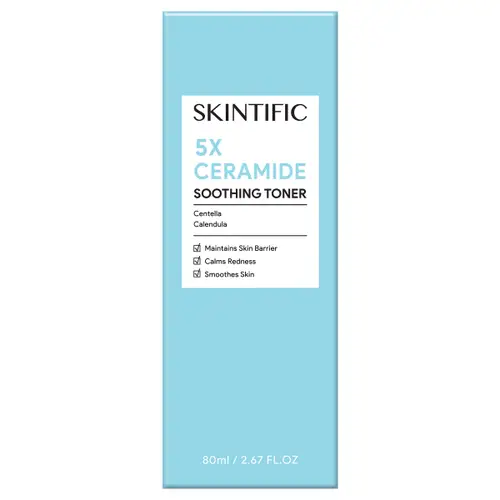 SKINTIFIC
5X
CERAMIDE
SOOTHING TONER
Centella
Calendula
Maintains Skin Barrier
Calms Redness
Smoothes Skin
80ml / 2.67 FL.OZ